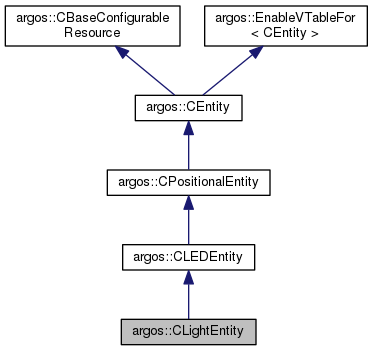 argos::CBaseConfigurable
Resource
argos::EnableVTableFor
< CEntity >
argos::CEntity
argos::CPositionalEntity
argos::CLEDEntity
argos::CLightEntity